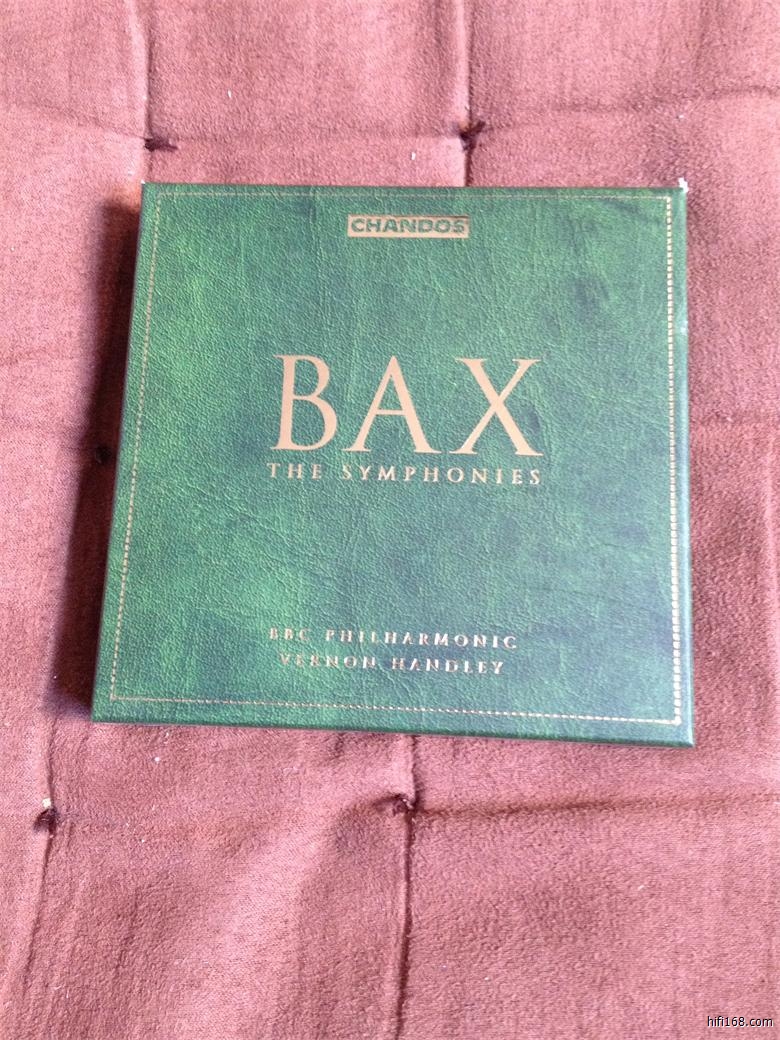 CHANDOS
BAX
THE SYMPHONIES
BBC PHILHARMONIC
VERNON HANDLEY
hifi168.com